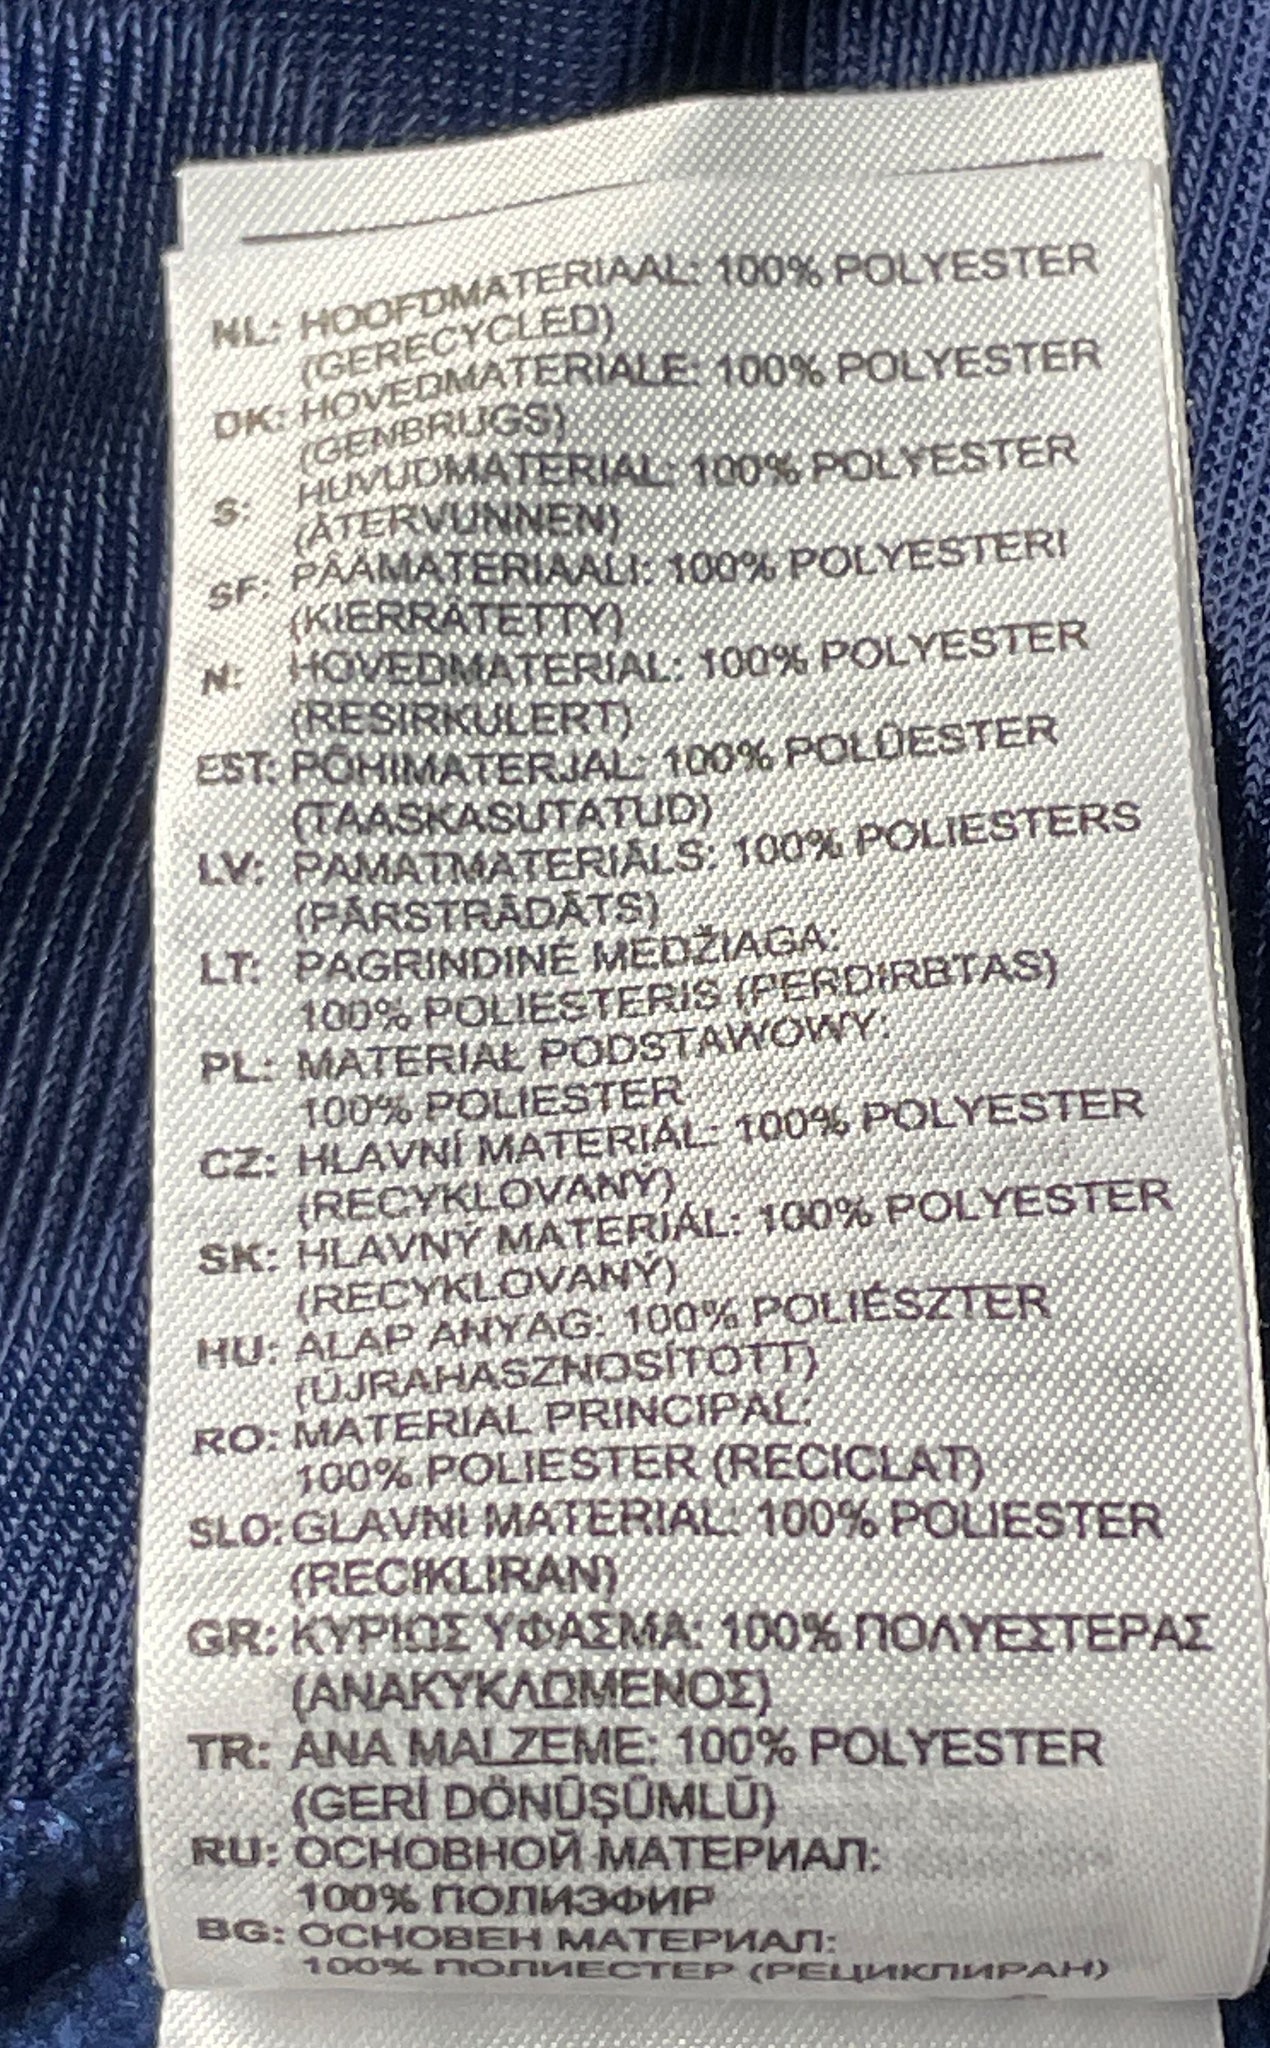 NL: HOOFDMATERIAAL: 100% POLYESTER
(GERECYCLED)
DK: HOVEDMATERIALE: 100% POLYESTER
(GENBRUGS)
S: HUVUDMATERIAL: 100% POLYESTER
(ÅTERVUNNEN)
SF: PÄÄMATERIAALI: 100% POLYESTERI
(KIERRÄTETTY)
N: HOVEDMATERIAL: 100% POLYESTER
(RESIRKULERT)
EST: PÕHIMATERJAL: 100% POLÜESTER
(TAASKASUTATUD)
LV: PAMATMATERIĀLS: 100% POLIESTERS
(PĀRSTRĀDĀTS)
LT: PAGRINDINĖ MEDŽIAGA:
100% POLIESTERIS (PERDIRBTAS)
PL: MATERIAŁ PODSTAWOWY:
100% POLIESTER
CZ: HLAVNÍ MATERIÁL: 100% POLYESTER
(RECYKLOVANÝ)
SK: HLAVNÝ MATERIÁL: 100% POLYESTER
(RECYKLOVANÝ)
HU: ALAP ANYAG: 100% POLIÉSZTER
(ÚJRAHASZNOSÍTOTT)
RO: MATERIAL PRINCIPAL:
100% POLIESTER (RECICLAT)
SLO: GLAVNI MATERIAL: 100% POLIESTER
(RECIKLIRAN)
GR: ΚΥΡΙΩΣ ΥΦΑΣΜΑ: 100% ΠΟΛΥΕΣΤΕΡΑΣ
(ΑΝΑΚΥΚΛΩΜΕΝΟΣ)
TR: ANA MALZEME: 100% POLYESTER
(GERİ DÖNÜŞÜMLÜ)
RU: ОСНОВНОЙ МАТЕРИАЛ:
100% ПОЛИЭФИР
BG: ОСНОВЕН МАТЕРИАЛ:
100% ПОЛИЕСТЕР (РЕЦИКЛИРАН)